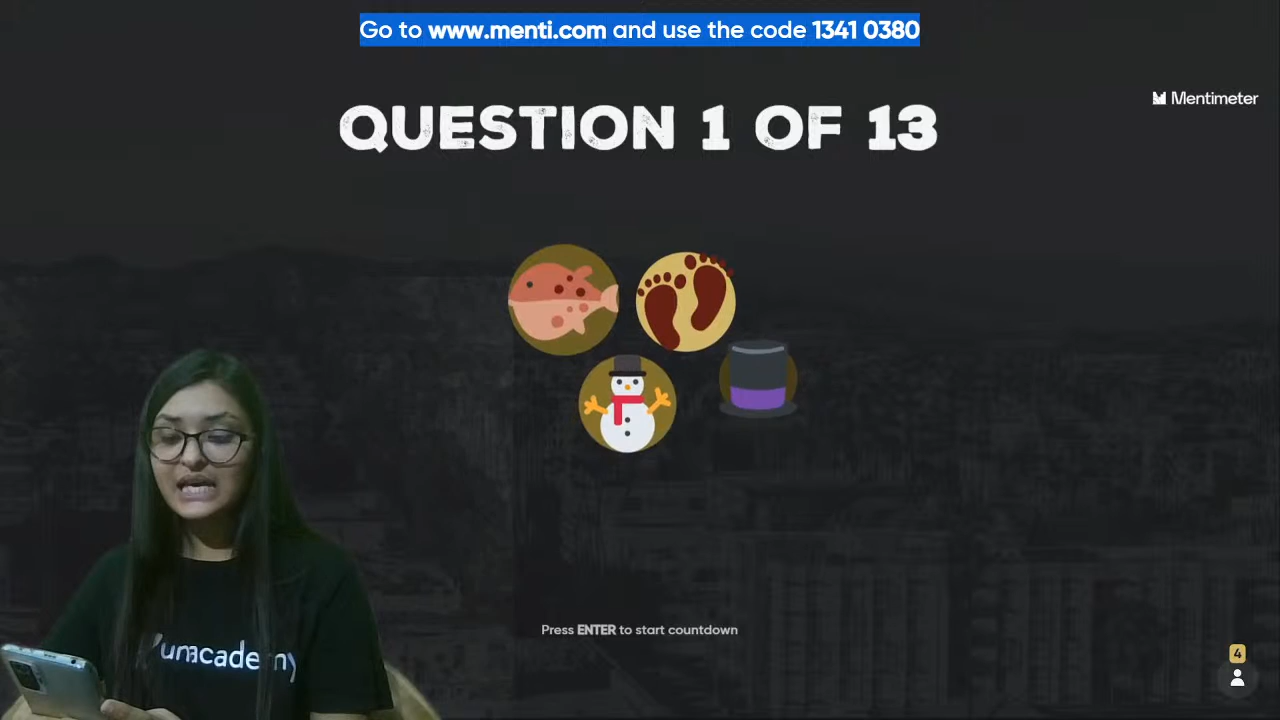 Go to www.menti.com and use the code 1341 0380
Mentimeter
QUESTION 1 OF 13
Press ENTER to start countdown
unacademy
4